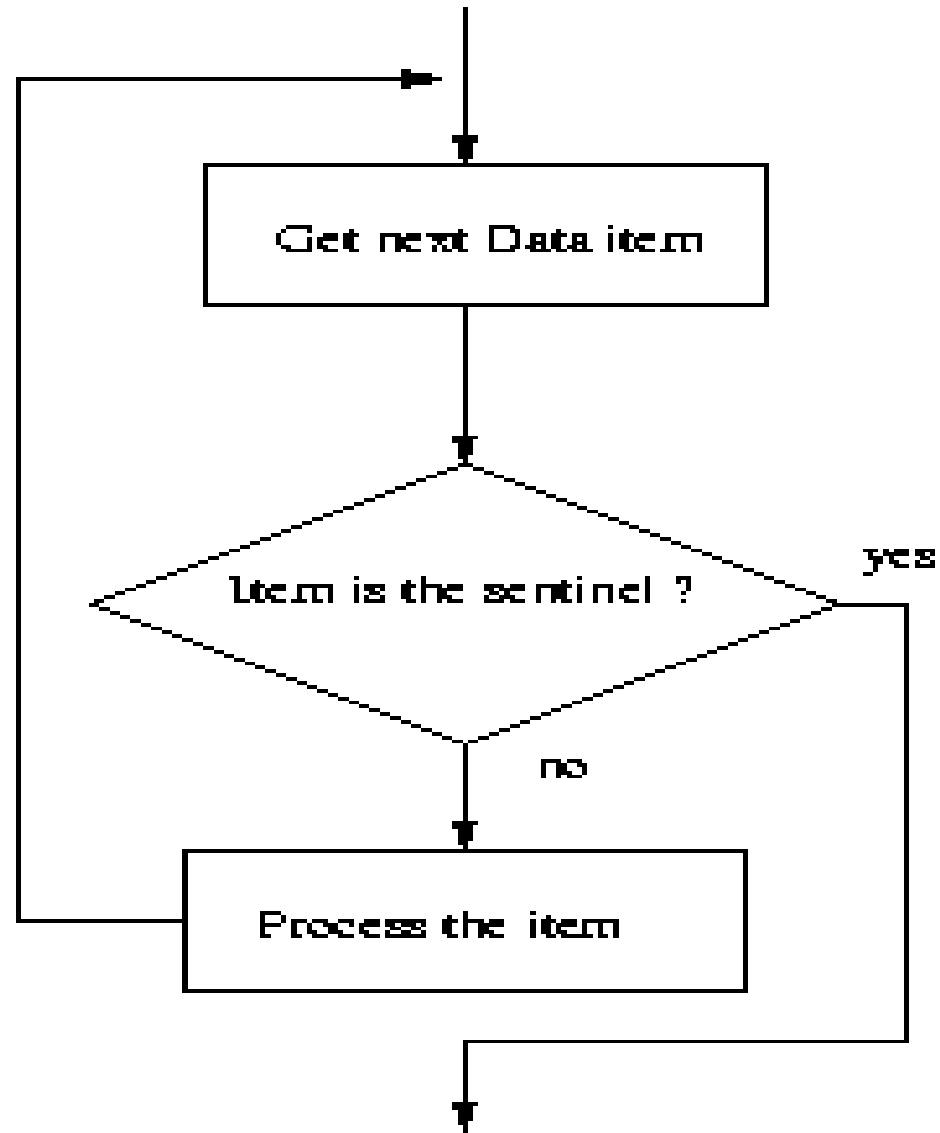 Get next Data item
Item is the sentinel ?
yes
no
Process the item